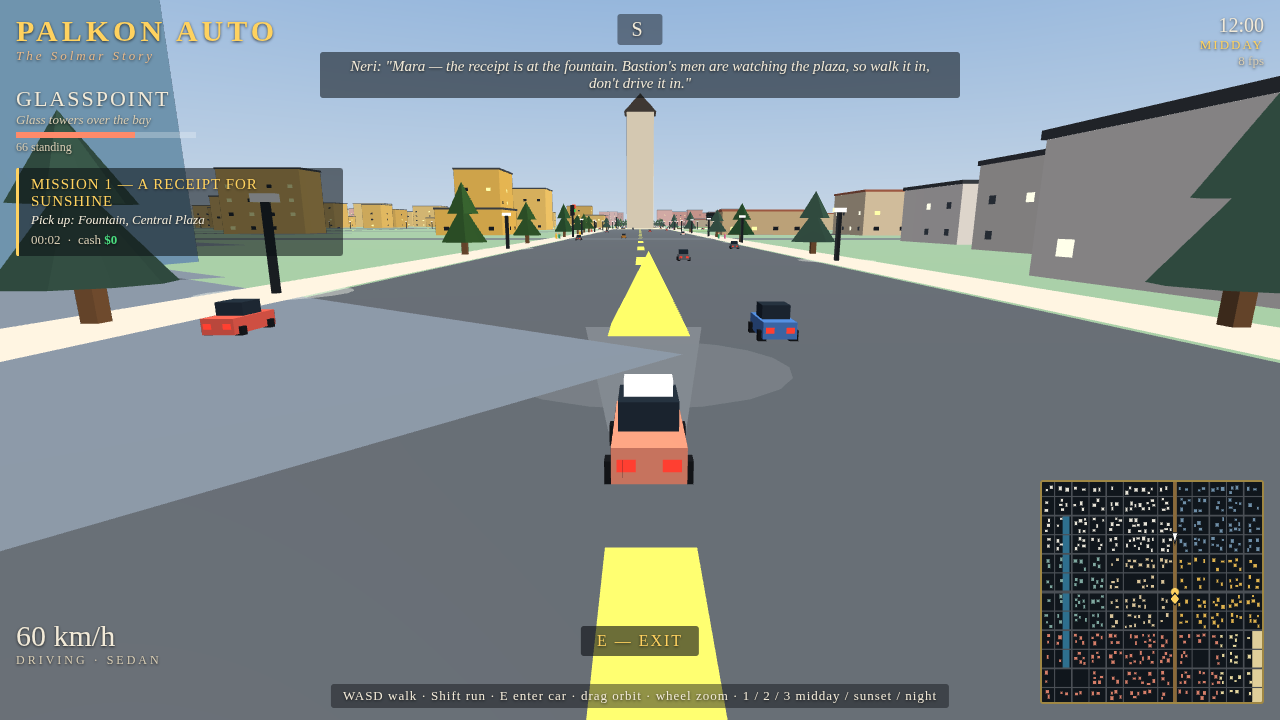 PALKON AUTO
The Solmar Story
S
12:00
MIDDAY
8 fps
Neri: "Mara — the receipt is at the fountain. Bastion's men are watching the plaza, so walk it in,
don't drive it in."
GLASSPOINT
Glass towers over the bay
66 standing
MISSION 1 — A RECEIPT FOR
SUNSHINE
Pick up: Fountain, Central Plaza
00:02 · cash $0
60 km/h
DRIVING · SEDAN
E — EXIT
WASD walk · Shift run · E enter car · drag orbit · wheel zoom · 1 / 2 / 3 midday / sunset / night